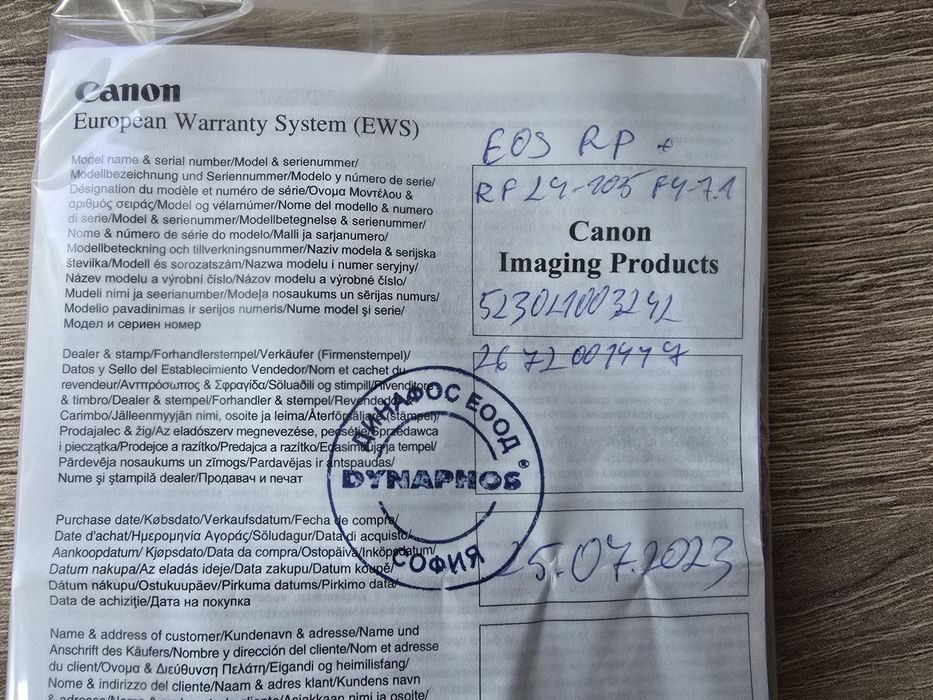 Canon
European Warranty System (EWS)
EOS RP +
Model name & serial number/Model & serienummer/
Modellbezeichnung und Seriennummer/Modelo y número de serie/
Désignation du modèle et numéro de série/Ονομα Μοντέλου &
αριθμός σειράς/Model og vélarnúmer/Nome del modello & numero
di serie/Model & serienummer/Modellbetegnelse & serienummer/
Nome & número de série do modelo/Malli ja sarjanumero/
Modellbeteckning och tillverkningsnummer/Naziv modela & serijska
številka/Modell és sorozatszám/Nazwa modelu i numer seryjny/
Název modelu a výrobní číslo/Názov modelu a výrobné číslo/
Mudeli nimi ja seerianumber/Modeļa nosaukums un sērijas numurs/
Modelio pavadinimas ir serijos numeris/Nume model şi serie/
Модел и сериен номер
RF 24-105 F4-7.1
Canon
Imaging Products
Dealer & stamp/Forhandlerstempel/Verkäufer (Firmenstempel)/
Datos y Sello del Establecimiento Vendedor/Nom et cachet du
revendeur/Αντιπρόσωπος & Σφραγίδα/Söluaðili og stimpill/Rivenditore
& timbro/Dealer & stempel/Forhandler & stempel/Revendedor &
Carimbo/Jälleenmyyjän nimi, osoite ja leima/Återförsäljare (stämpel)/
Prodajalec & žig/Az eladószerv megnevezése, pecsétje/Sprzedawca
i pieczątka/Prodejce a razítko/Predajca a razítko/Edasimüüja ja tempel/
Pārdevēja nosaukums un zīmogs/Pardavėjas ir antspaudas/
Nume şi ştampilă dealer/Продавач и печат
ДИНАФОС ЕООД
DYNAPHOS®
СОФИЯ
Purchase date/Købsdato/Verkaufsdatum/Fecha de compra/
Date d'achat/Ημερομηνία Αγοράς/Söludagur/Data di acquisto/
Aankoopdatum/ Kjøpsdato/Data da compra/Ostopäivä/Inköpsdatum/
Datum nakupa/Az eladás ideje/Data zakupu/Datum koupě/
Dátum nákupu/Ostukuupäev/Pirkuma datums/Pirkimo data/
Data de achiziţie/Дата на покупка
25.07.2023
Name & address of customer/Kundenavn & adresse/Name und
Anschrift des Käufers/Nombre y dirección del cliente/Nom et adresse
du client/Ονομα & Διεύθυνση Πελάτη/Eigandi og heimilisfang/
Nome & indirizzo del cliente/Naam & adres klant/Kundens navn